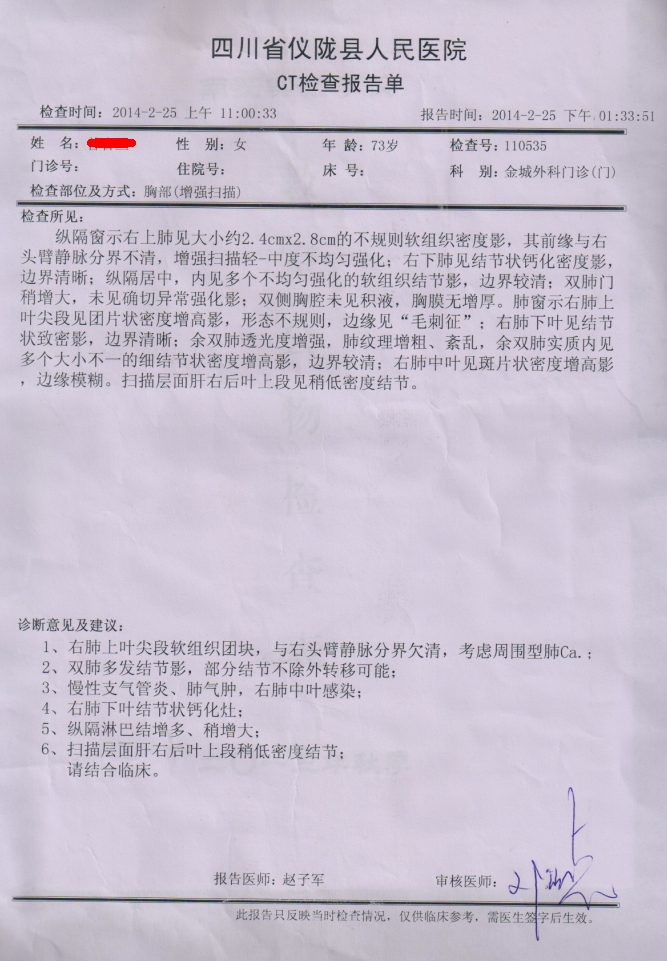 四川省仪陇县人民医院
CT检查报告单
检查时间：2014-2-25 上午 11:00:33 报告时间：2014-2-25 下午 01:33:51
姓 名： 性 别：女 年 龄：73岁 检查号：110535
门诊号： 住院号： 床 号： 科 别：金城外科门诊(门)
检查部位及方式：胸部(增强扫描)
检查所见：
纵隔窗示右上肺见大小约2.4cmx2.8cm的不规则软组织密度影，其前缘与右
头臂静脉分界不清，增强扫描轻-中度不均匀强化；右下肺见结节状钙化密度影，
边界清晰；纵隔居中，内见多个不均匀强化的软组织结节影，边界较清；双肺门
稍增大，未见确切异常强化影；双侧胸腔未见积液，胸膜无增厚。肺窗示右肺上
叶尖段见团片状密度增高影，形态不规则，边缘见“毛刺征”；右肺下叶见结节
状致密影，边界清晰；余双肺透光度增强，肺纹理增粗、紊乱，余双肺实质内见
多个大小不一的细结节状密度增高影，边界较清；右肺中叶见斑片状密度增高影
，边缘模糊。扫描层面肝右后叶上段见稍低密度结节。
诊断意见及建议：
1、右肺上叶尖段软组织团块，与右头臂静脉分界欠清，考虑周围型肺Ca.；
2、双肺多发结节影，部分结节不除外转移可能；
3、慢性支气管炎、肺气肿，右肺中叶感染；
4、右肺下叶结节状钙化灶；
5、纵隔淋巴结增多、稍增大；
6、扫描层面肝右后叶上段稍低密度结节；
请结合临床。
报告医师：赵子军 审核医师：
此报告只反映当时检查情况，仅供临床参考，需医生签字后生效。